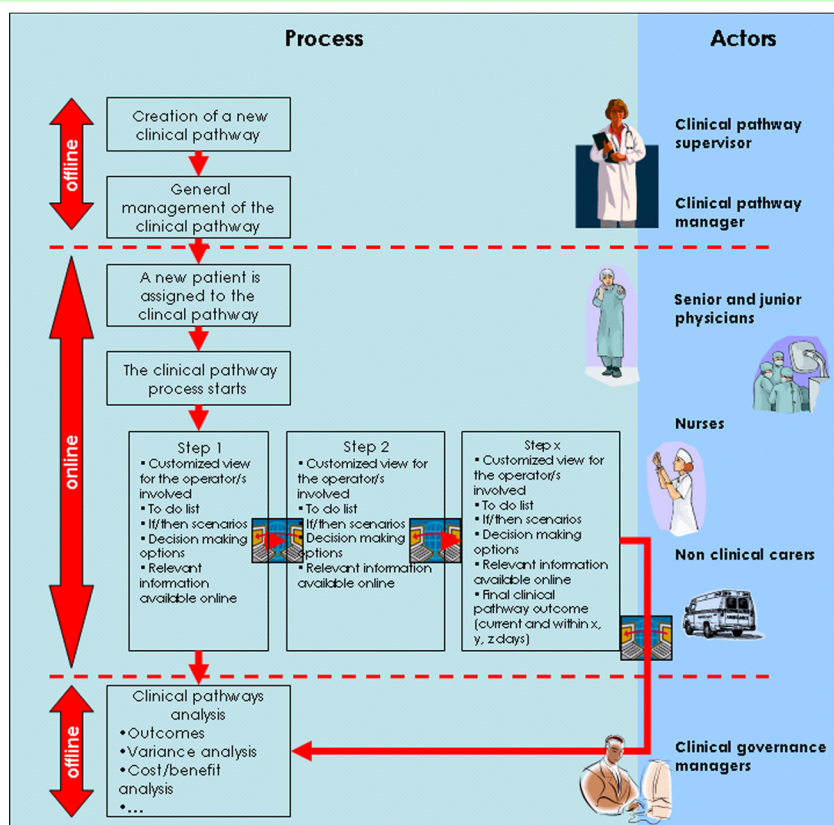 Process
Actors
offline
Creation of a new
clinical pathway
Clinical pathway
supervisor
General
management of the
clinical pathway
Clinical pathway
manager
online
A new patient is
assigned to the
clincal pathway
Senior and junior
physicians
The clinical pathway
process starts
Nurses
Step 1
▪ Customized view
for the operator/s
involved
▪ To do list
▪ If/then scenarios
▪ Decision making
options
▪ Relevant
information
available online
Step 2
▪ Customized view for
the operator/s
involved
▪ To do list
▪ If/then scenarios
▪ Decision making
options
▪ Relevant
information available
online
Step x
▪ Customized view for
the operator/s
involved
▪ To do list
▪ If/then scenarios
▪ Decision making
options
▪ Relevant information
available online
▪ Final clinical
pathway outcome
(current and within x,
y, z days)
Non clinical carers
offline
Clinical pathways
analysis
•Outcomes
•Variance analysis
•Cost/benefit
analysis
•...
Clinical governance
managers